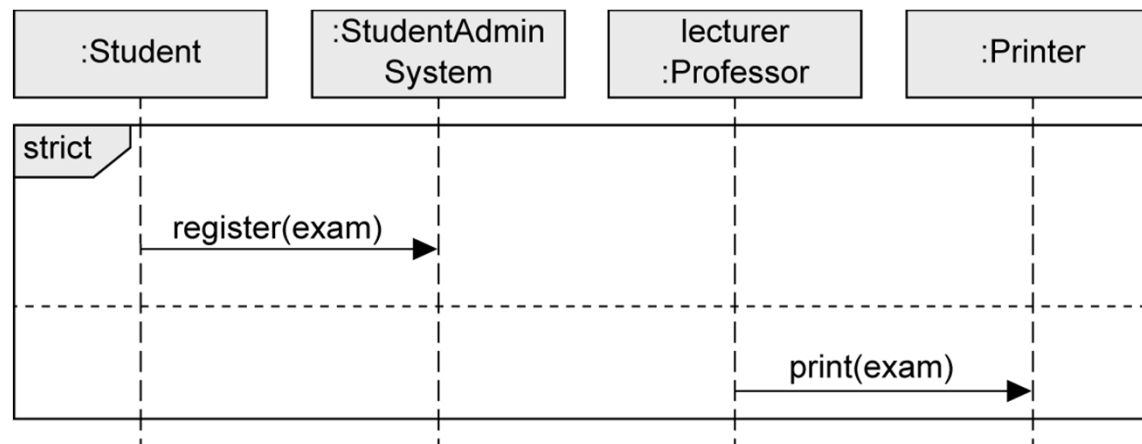 :Student
:StudentAdmin
System
lecturer
:Professor
:Printer
strict
register(exam)
print(exam)